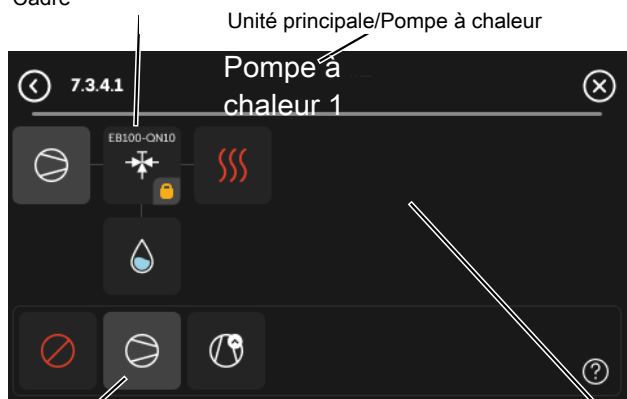 Cadre
Unité principale/Pompe à chaleur
7.3.4.1
Pompe à
chaleur 1
EB100-QN10
?